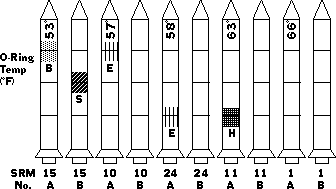 53° 57° 58° 63° 66°
O-Ring
Temp
(°F)
B E
S
E H
SRM 15 15 10 10 24 24 11 11 1 1
No. A B A B A B A B A B